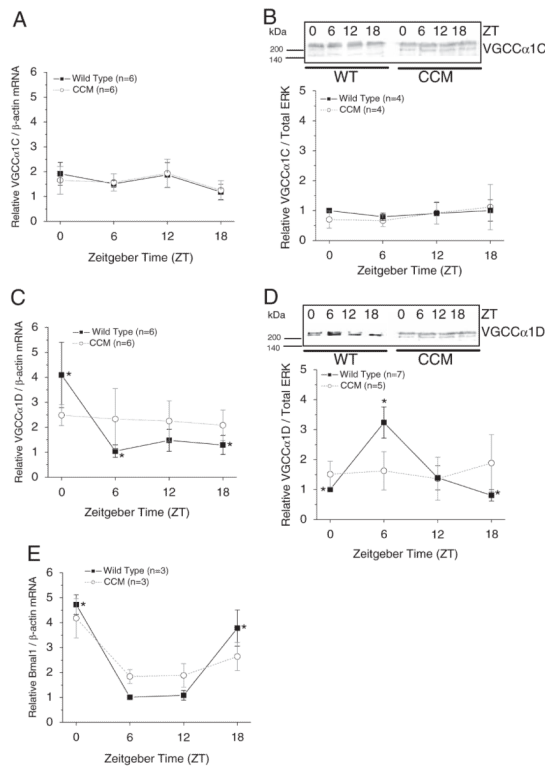 A
Relative VGCCα1C / β-actin mRNA
6
5
4
3
2
1
0
Wild Type (n=6)
CCM (n=6)
0 6 12 18
Zeitgeber Time (ZT)
B
kDa
200
140
0 6 12 18 0 6 12 18 ZT
VGCCα1C
WT CCM
Relative VGCCα1C / Total ERK
5
4
3
2
1
0
Wild Type (n=4)
CCM (n=4)
0 6 12 18
Zeitgeber Time (ZT)
C
Relative VGCCα1D / β-actin mRNA
6
5
4
3
2
1
0
Wild Type (n=6)
CCM (n=6)
* * *
0 6 12 18
Zeitgeber Time (ZT)
D
kDa
200
140
0 6 12 18 0 6 12 18 ZT
VGCCα1D
WT CCM
Relative VGCCα1D / Total ERK
5
4
3
2
1
0
Wild Type (n=7)
CCM (n=5)
* * *
0 6 12 18
Zeitgeber Time (ZT)
E
Relative Bmal1 / β-actin mRNA
6
5
4
3
2
1
0
Wild Type (n=3)
CCM (n=3)
* *
0 6 12 18
Zeitgeber Time (ZT)